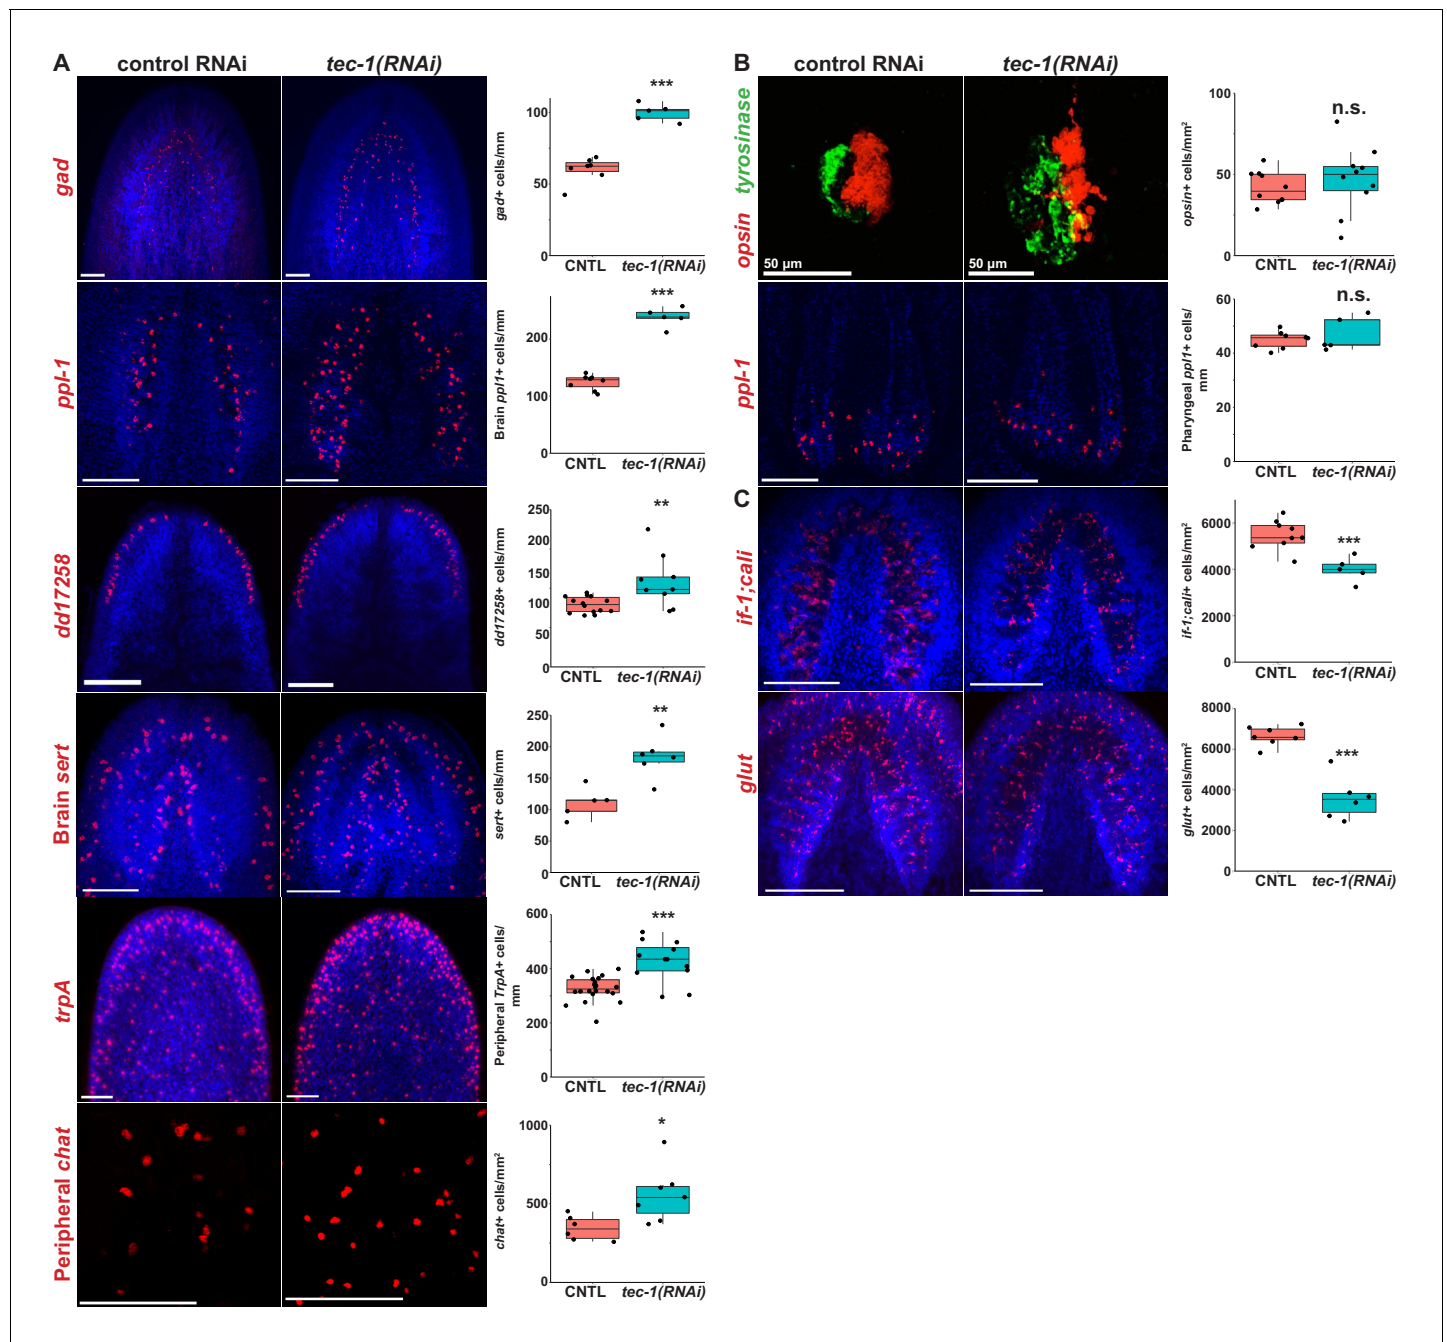 A
control RNAi
tec-1(RNAi)
gad
gad+ cells/mm
100
50
0
***
CNTL
tec-1(RNAi)
ppl-1
Brain ppl1+ cells/mm
200
100
0
***
CNTL
tec-1(RNAi)
dd17258
dd17258+ cells/mm
250
200
150
100
50
0
**
CNTL
tec-1(RNAi)
Brain sert
sert+ cells/mm
250
200
150
100
50
0
**
CNTL
tec-1(RNAi)
trpA
Peripheral TrpA+ cells/
mm
600
400
200
0
***
CNTL
tec-1(RNAi)
Peripheral chat
chat+ cells/mm²
1000
500
0
*
CNTL
tec-1(RNAi)
B
control RNAi
tec-1(RNAi)
opsin tyrosinase
50 µm
50 µm
opsin+ cells/mm²
100
50
0
n.s.
CNTL
tec-1(RNAi)
ppl-1
Pharyngeal ppl1+ cells/
mm
60
40
20
0
n.s.
CNTL
tec-1(RNAi)
C
if-1;cali
if-1;cali+ cells/mm²
6000
4000
2000
0
***
CNTL
tec-1(RNAi)
glut
glut+ cells/mm²
8000
6000
4000
2000
0
***
CNTL
tec-1(RNAi)